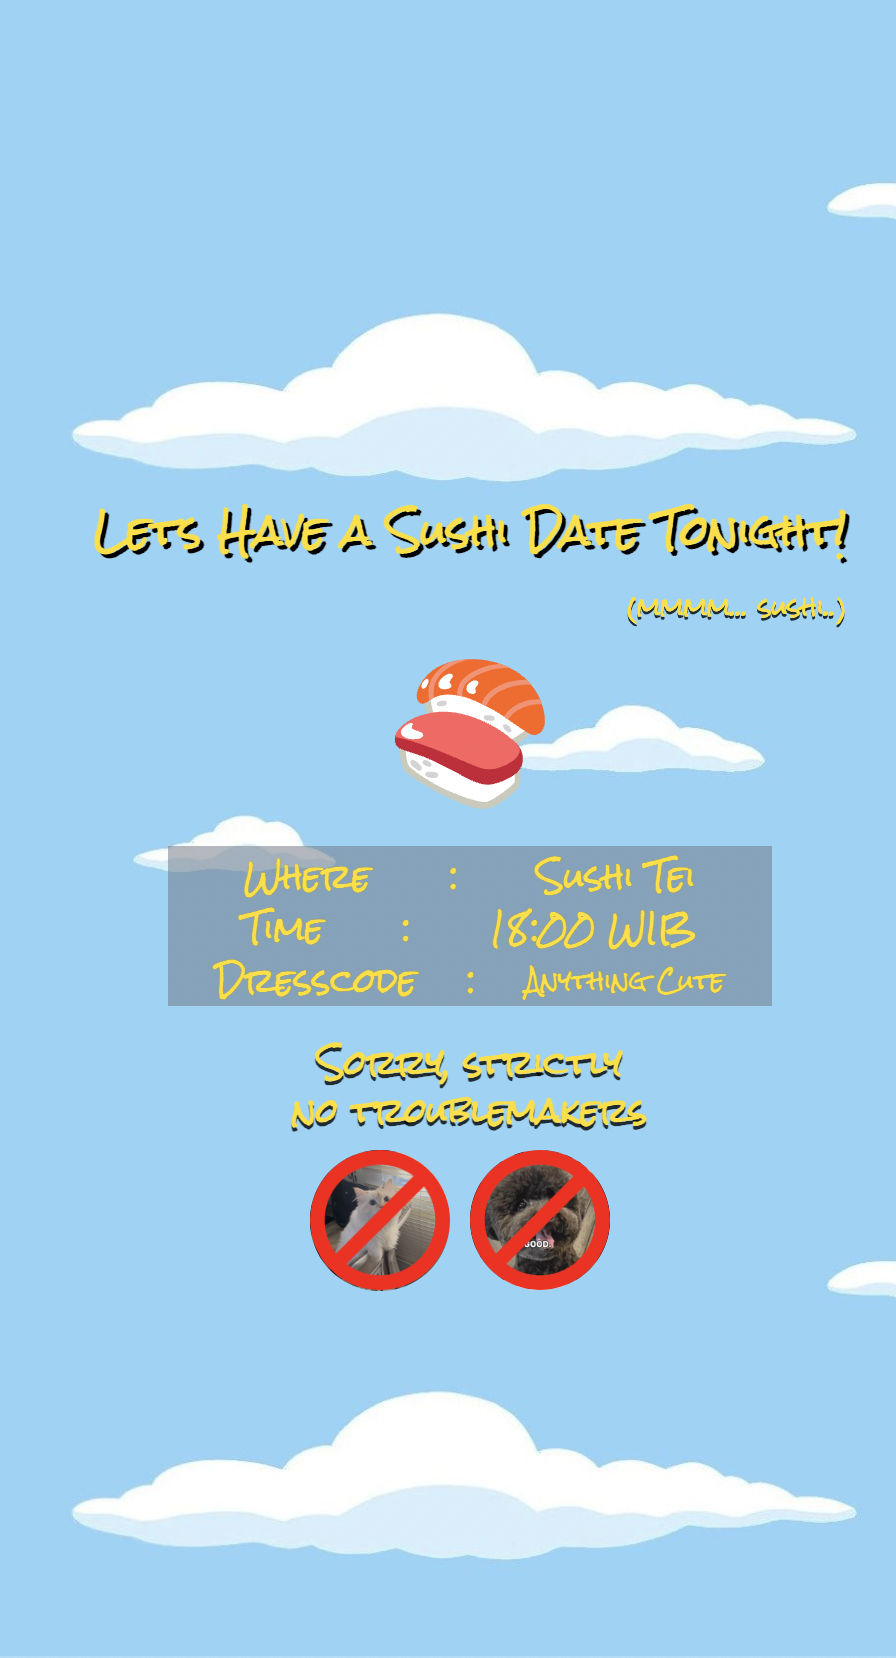 Lets Have a Sushi Date Tonight!
(mmmm... sushi..)
Where : Sushi Tei
Time : 18:00 WIB
Dresscode : Anything Cute
Sorry, strictly
no troublemakers
GOOD.